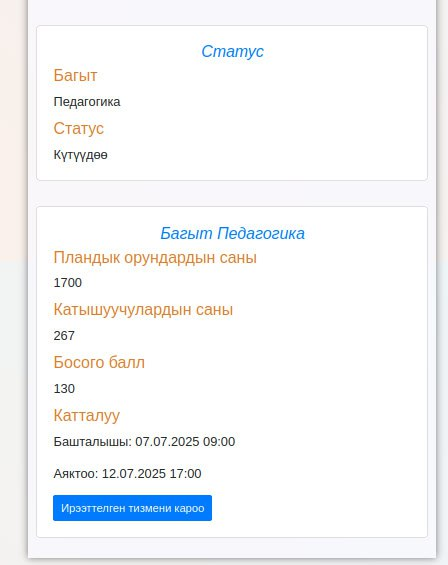 Статус
Багыт
Педагогика
Статус
Күтүүдөө
Багыт Педагогика
Пландык орундардын саны
1700
Катышуучулардын саны
267
Босого балл
130
Катталуу
Башталышы: 07.07.2025 09:00
Аяктоо: 12.07.2025 17:00
Ирээттелген тизмени кароо